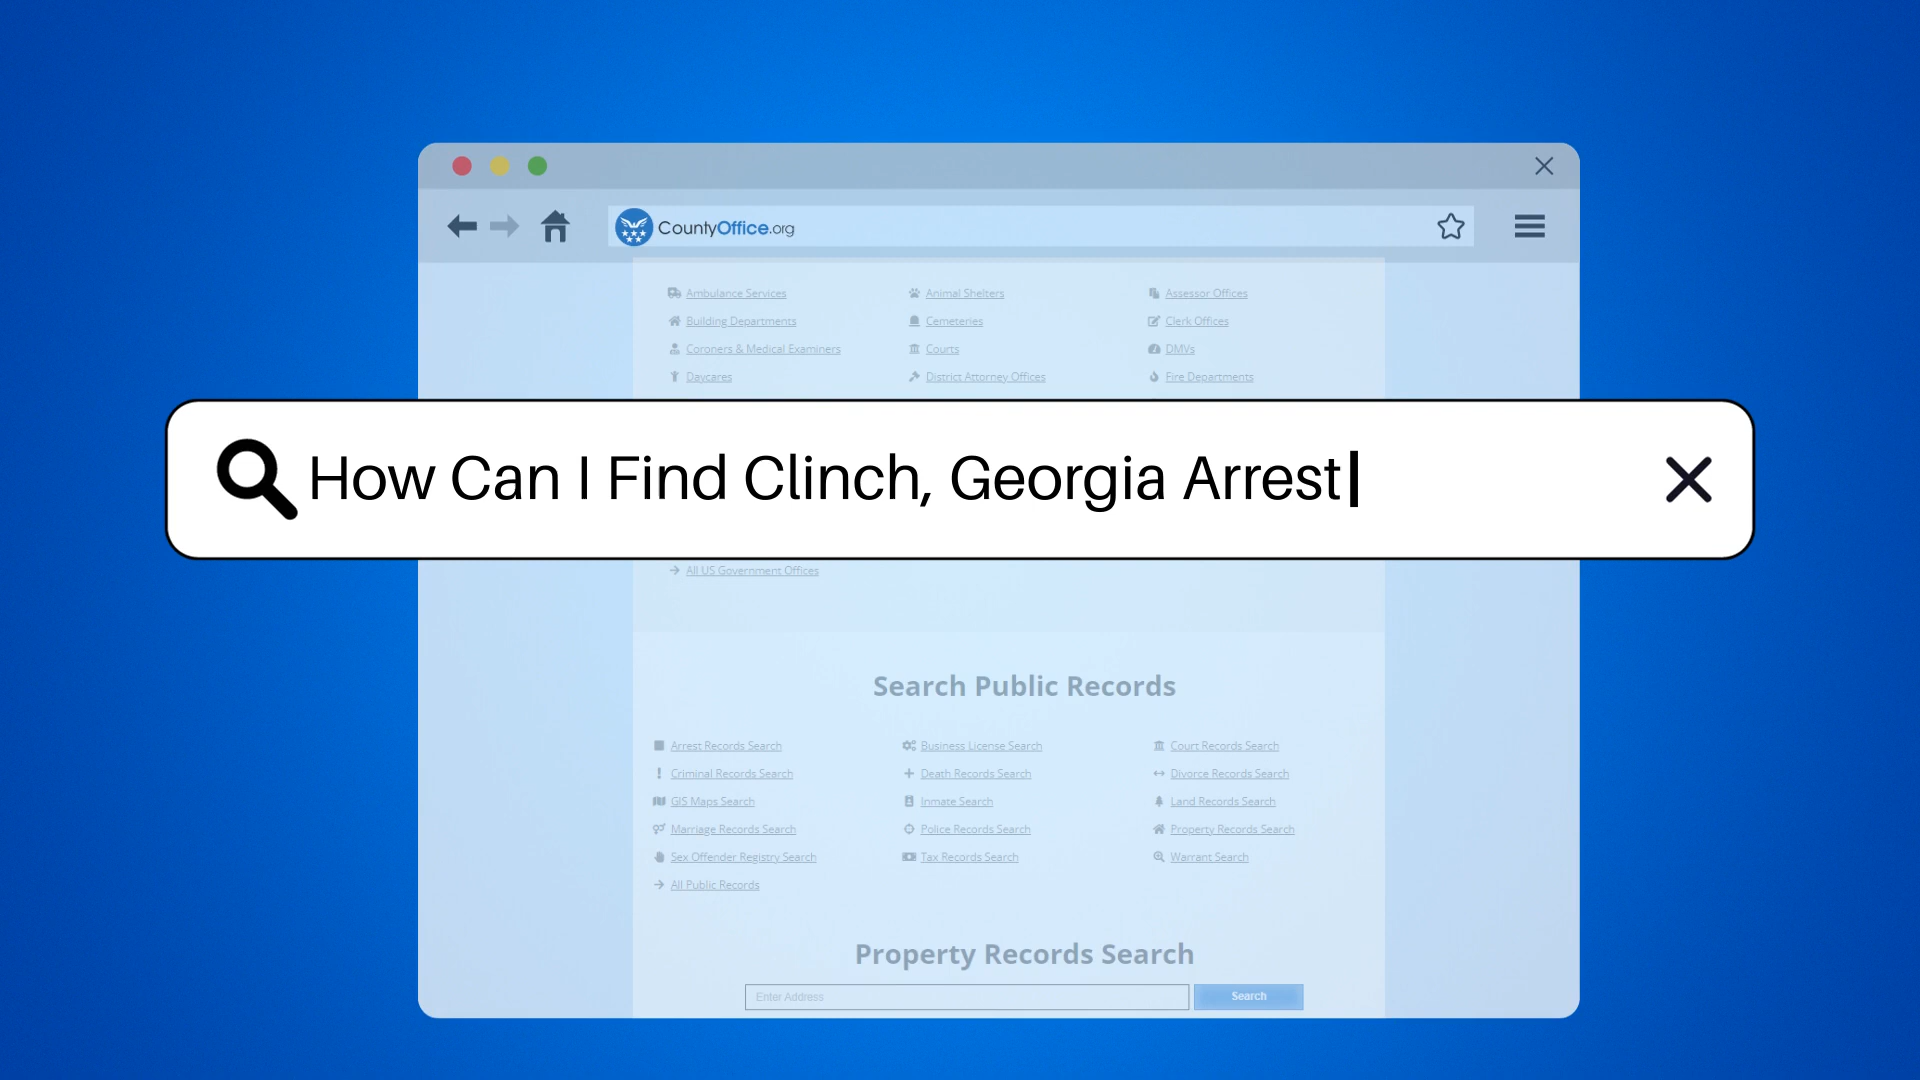 CountyOffice.org
Ambulance Services Animal Shelters Assessor Offices
Building Departments Cemeteries Clerk Offices
Coroners & Medical Examiners Courts DMVs
Daycares District Attorney Offices Fire Departments
How Can I Find Clinch, Georgia Arrest
All US Government Offices
Search Public Records
Arrest Records Search Business License Search Court Records Search
Criminal Records Search Death Records Search Divorce Records Search
GIS Maps Search Inmate Search Land Records Search
Marriage Records Search Police Records Search Property Records Search
Sex Offender Registry Search Tax Records Search Warrant Search
All Public Records
Property Records Search
Enter Address Search